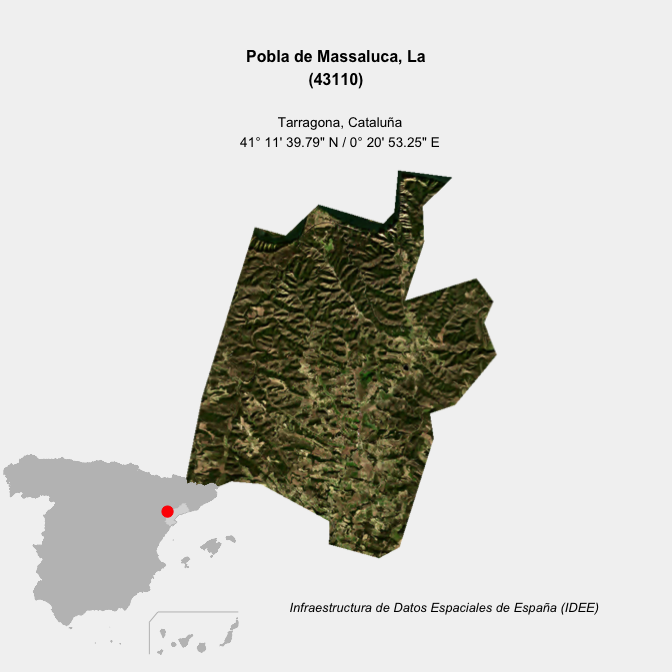 Pobla de Massaluca, La
(43110)
Tarragona, Cataluña
41° 11' 39.79" N / 0° 20' 53.25" E
Infraestructura de Datos Espaciales de España (IDEE)